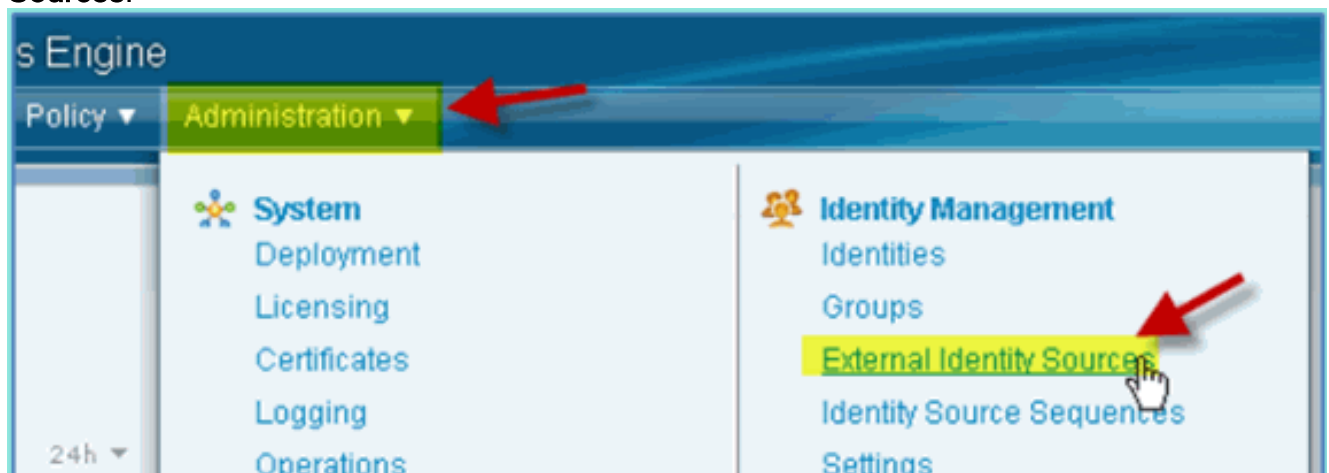 Sources.
s Engine
Policy ▼ Administration ▼
System
Deployment
Licensing
Certificates
Logging
Operations
Identity Management
Identities
Groups
External Identity Sources
Identity Source Sequences
Settings
24h ▼